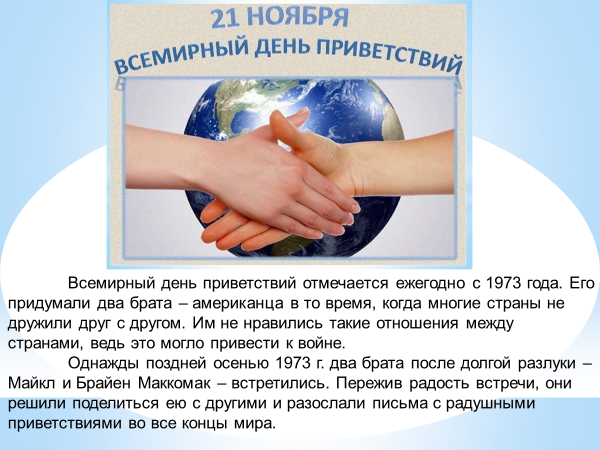 21 НОЯБРЯ
ВСЕМИРНЫЙ ДЕНЬ ПРИВЕТСТВИЙ
Всемирный день приветствий отмечается ежегодно с 1973 года. Его
придумали два брата – американца в то время, когда многие страны не
дружили друг с другом. Им не нравились такие отношения между
странами, ведь это могло привести к войне.
Однажды поздней осенью 1973 г. два брата после долгой разлуки –
Майкл и Брайен Маккомак – встретились. Пережив радость встречи, они
решили поделиться ею с другими и разослали письма с радушными
приветствиями во все концы мира.